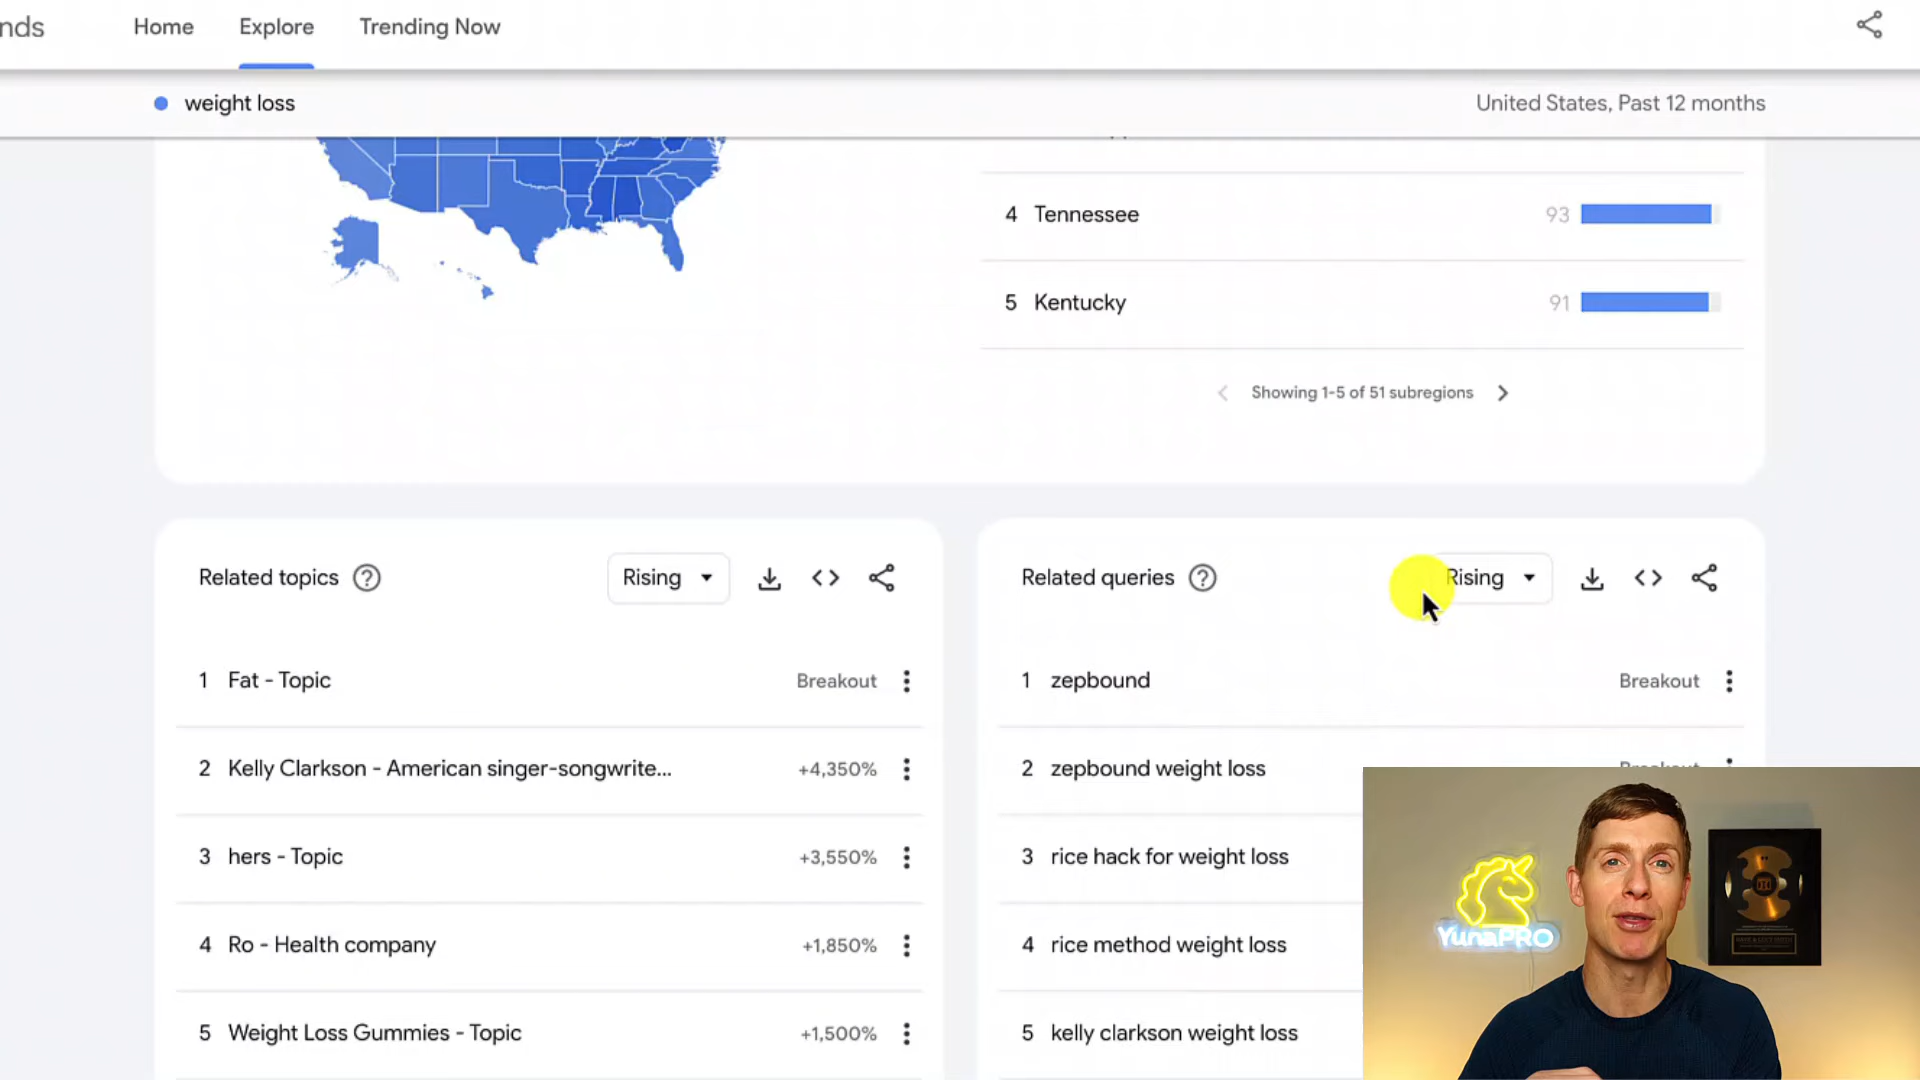 nds Home Explore Trending Now
weight loss United States, Past 12 months
4 Tennessee 93
5 Kentucky 91
Showing 1-5 of 51 subregions
Related topics ? Rising
1 Fat - Topic Breakout
2 Kelly Clarkson - American singer-songwrite... +4,350%
3 hers - Topic +3,550%
4 Ro - Health company +1,850%
5 Weight Loss Gummies - Topic +1,500%
Related queries ? Rising
1 zepbound Breakout
2 zepbound weight loss Breakout
3 rice hack for weight loss
4 rice method weight loss
5 kelly clarkson weight loss
YunaPRO